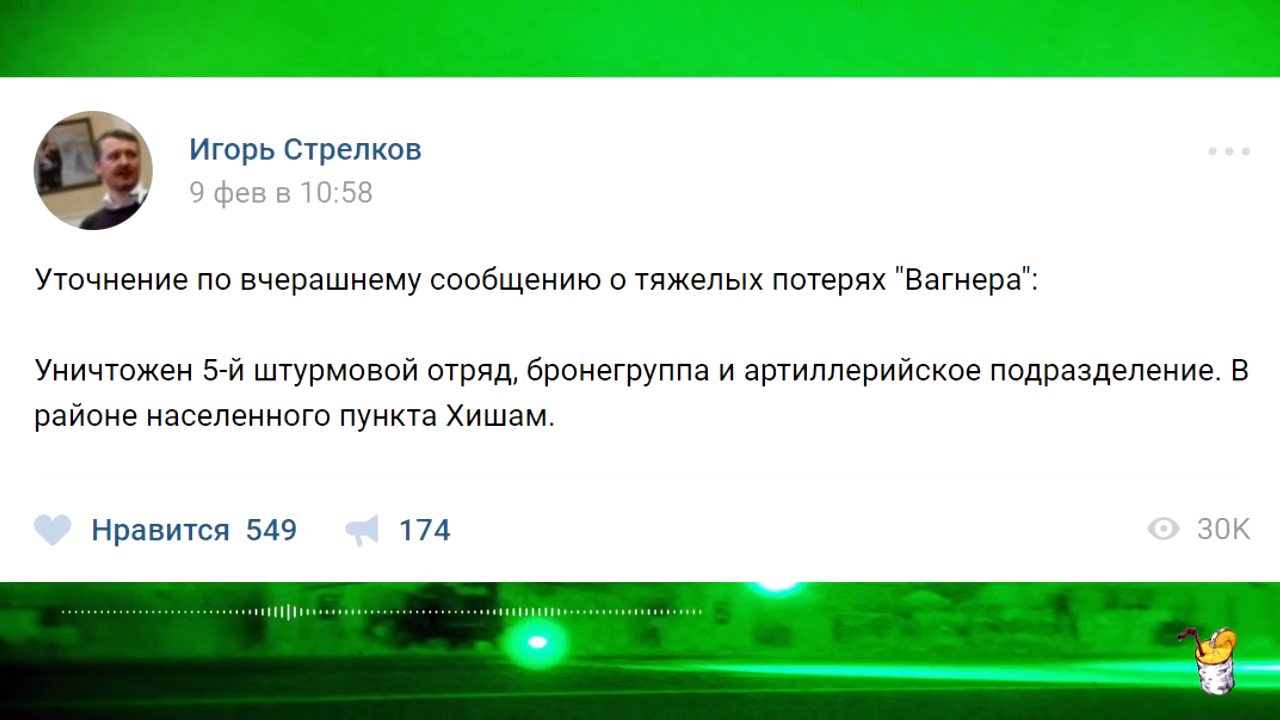 Игорь Стрелков
9 фев в 10:58
Уточнение по вчерашнему сообщению о тяжелых потерях "Вагнера":
Уничтожен 5-й штурмовой отряд, бронегруппа и артиллерийское подразделение. В
районе населенного пункта Хишам.
Нравится 549 174 30K